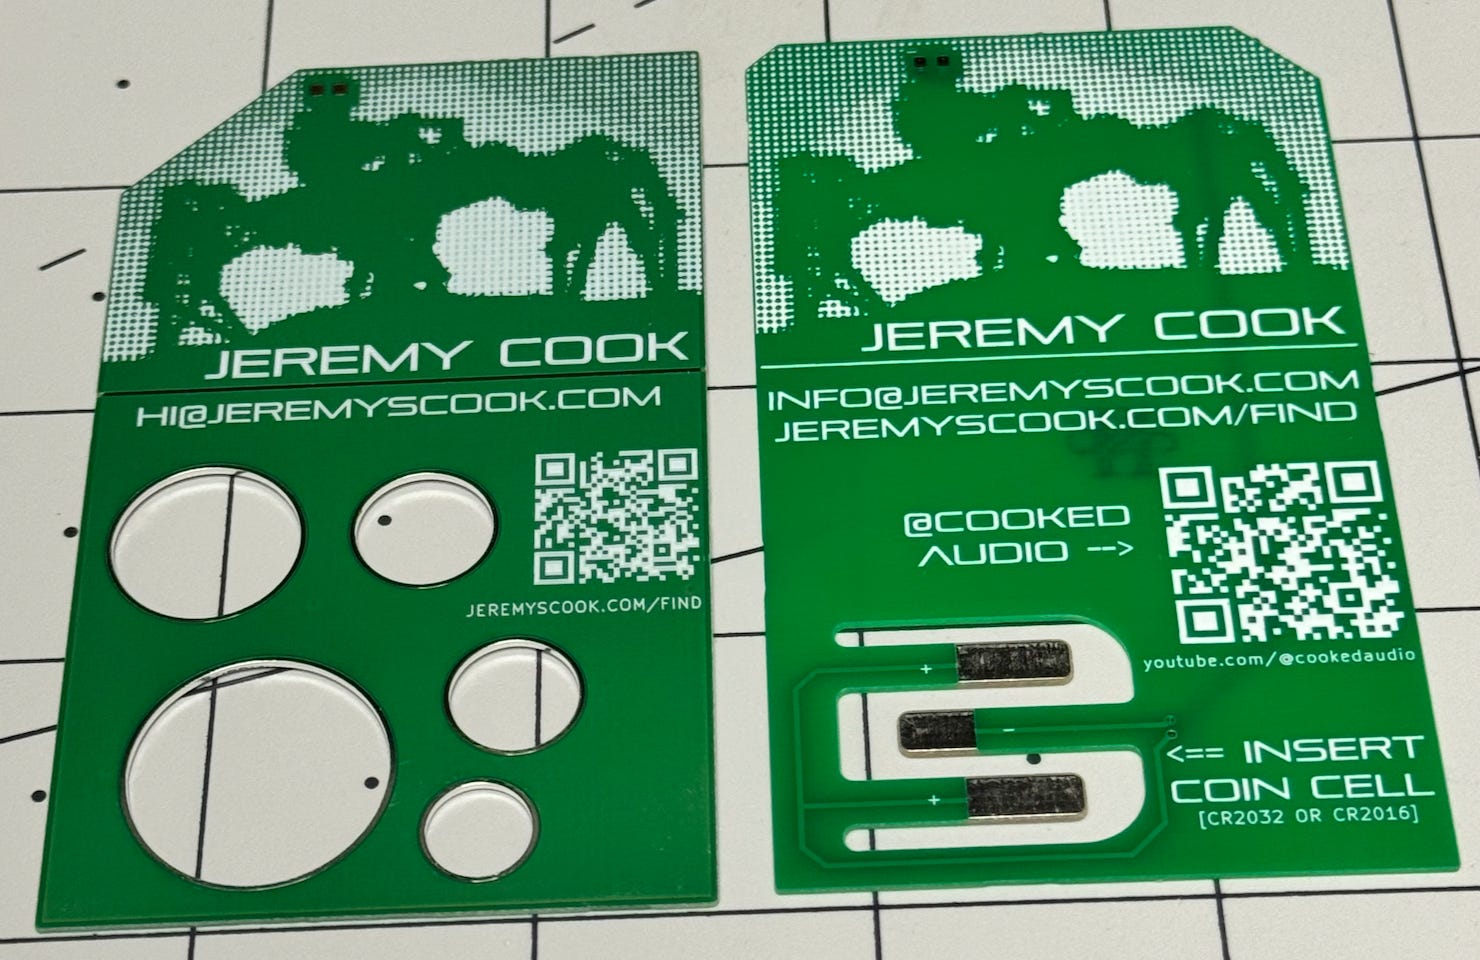 JEREMY COOK
HI@JEREMYSCOOK.COM
JEREMYSCOOK.COM/FIND
JEREMY COOK
INFO@JEREMYSCOOK.COM
JEREMYSCOOK.COM/FIND
@COOKED
AUDIO -->
youtube.com/@cookedaudio
+
-
+
<== INSERT
COIN CELL
[CR2032 OR CR2016]